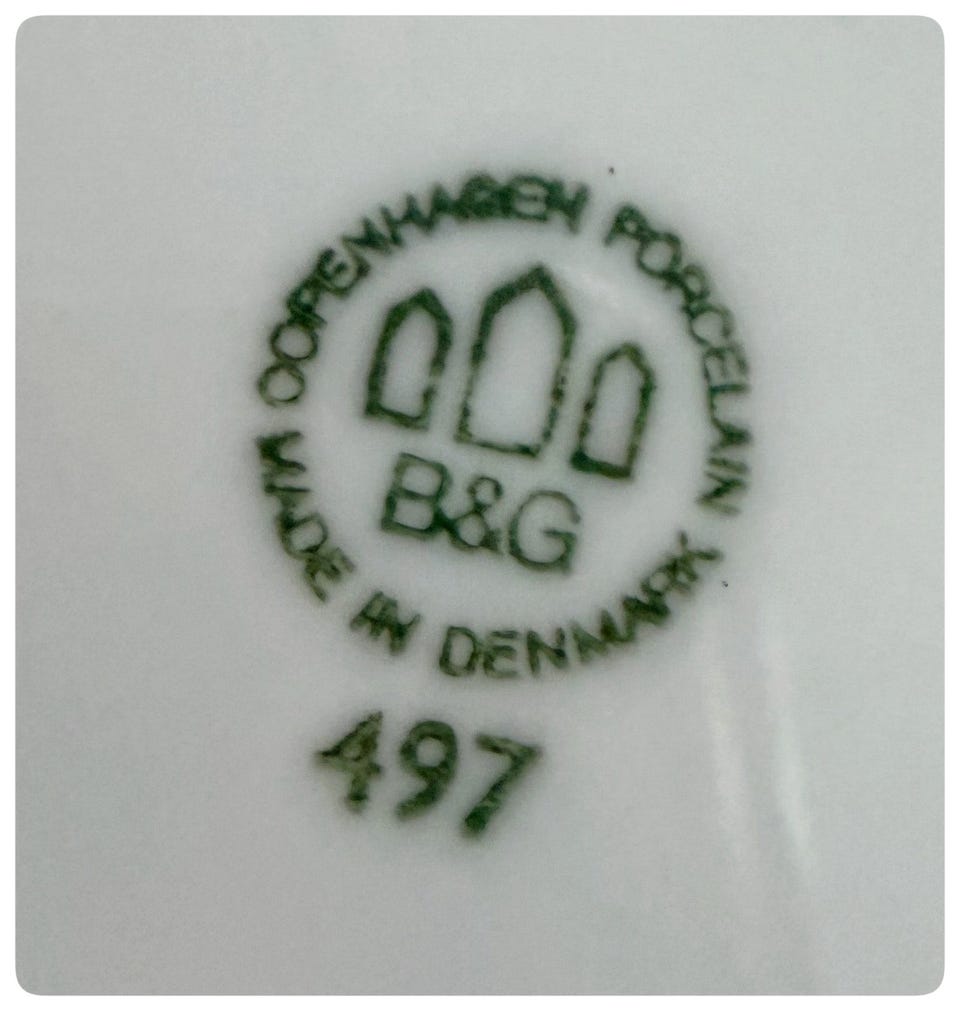 COPENHAGEN PORCELAIN
B&G
MADE IN DENMARK
497